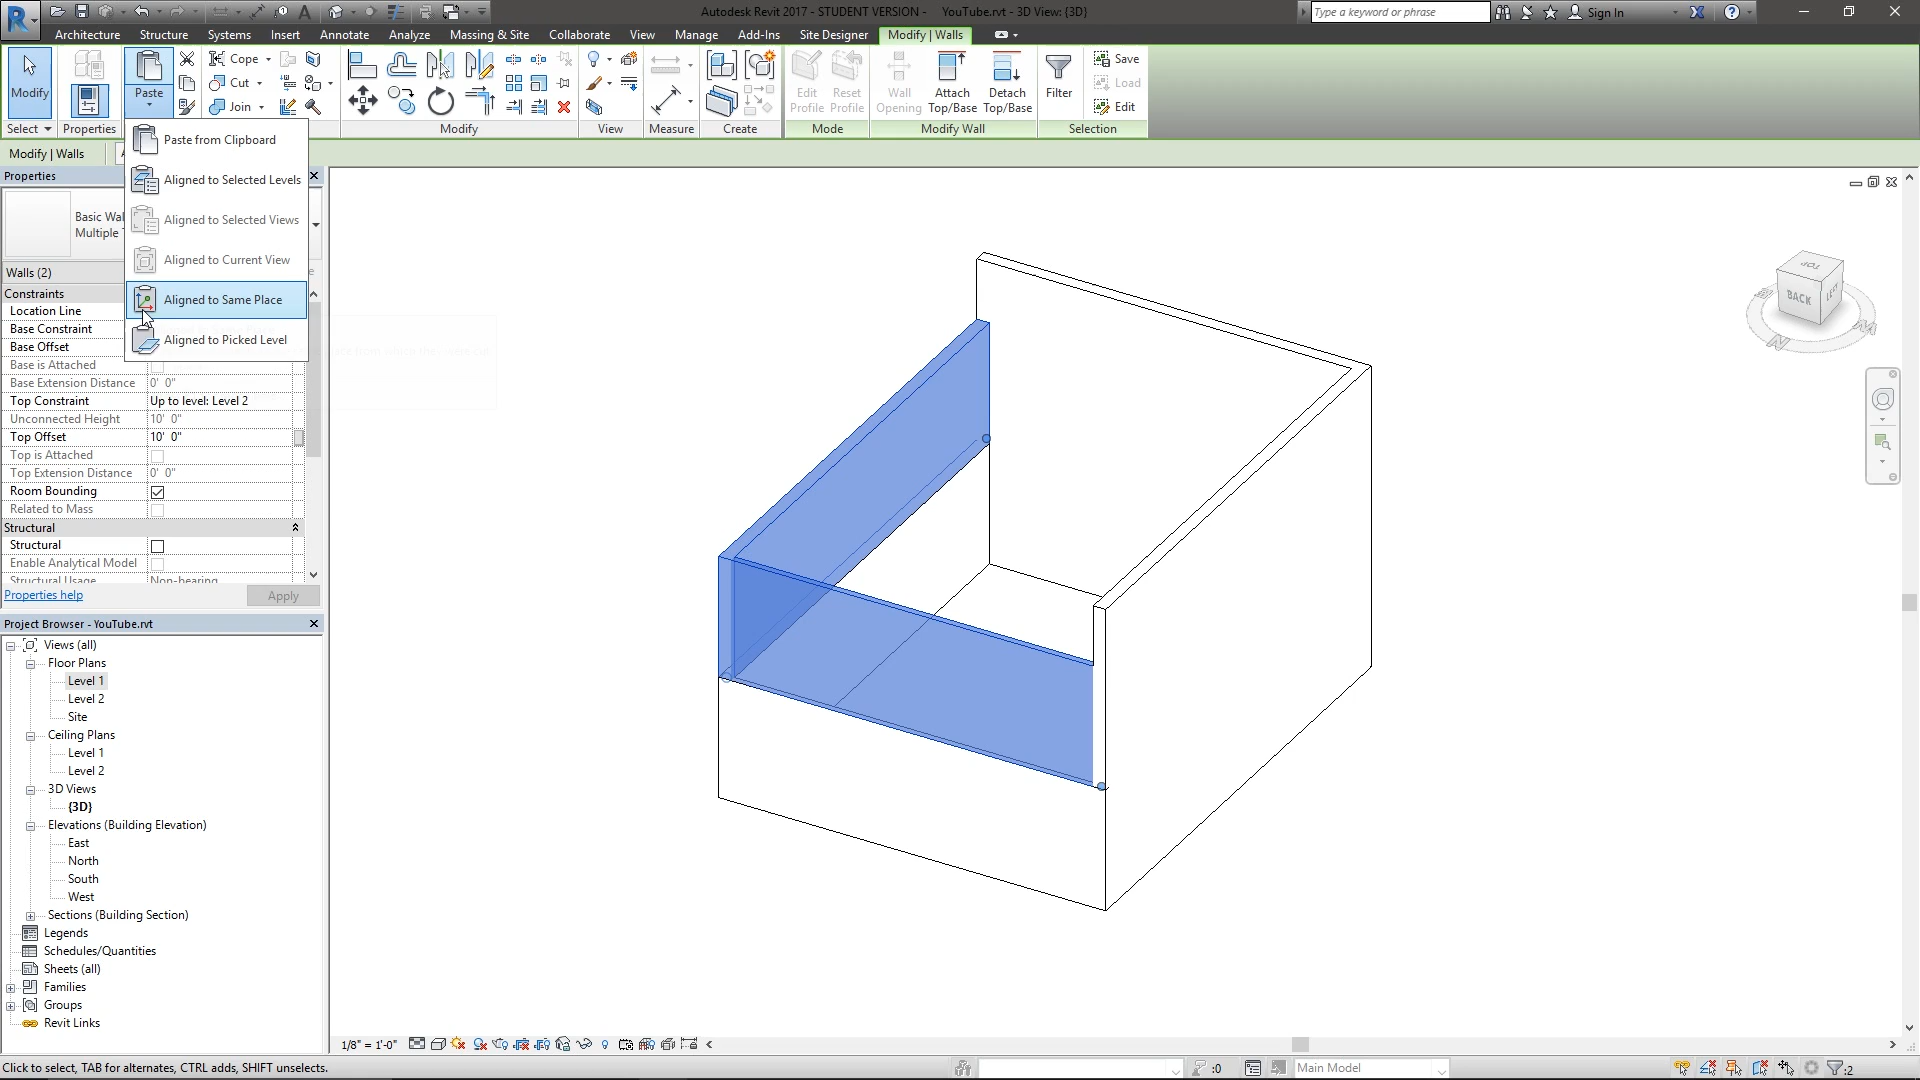 Autodesk Revit 2017 - STUDENT VERSION - YouTube.rvt - 3D View: {3D}
Type a keyword or phrase
Sign In
Architecture Structure Systems Insert Annotate Analyze Massing & Site Collaborate View Manage Add-Ins Site Designer Modify | Walls
Modify
Paste
Cope
Cut
Join
Edit Profile
Reset Profile
Wall Opening
Attach Top/Base
Detach Top/Base
Filter
Save
Load
Edit
Select Properties Modify View Measure Create Mode Modify Wall Selection
Paste from Clipboard
Aligned to Selected Levels
Aligned to Selected Views
Aligned to Current View
Aligned to Same Place
Aligned to Picked Level
Modify | Walls
Properties
Basic Wal
Multiple
Walls (2)
Constraints
Location Line
Base Constraint
Base Offset
Base is Attached
Base Extension Distance 0' 0"
Top Constraint Up to level: Level 2
Unconnected Height 10' 0"
Top Offset 10' 0"
Top is Attached
Top Extension Distance 0' 0"
Room Bounding
Related to Mass
Structural
Structural
Enable Analytical Model
Structural Usage Non-bearing
Properties help Apply
Project Browser - YouTube.rvt
Views (all)
Floor Plans
Level 1
Level 2
Site
Ceiling Plans
Level 1
Level 2
3D Views
{3D}
Elevations (Building Elevation)
East
North
South
West
Sections (Building Section)
Legends
Schedules/Quantities
Sheets (all)
Families
Groups
Revit Links
TOP
BACK
N
1/8" = 1'-0"
Click to select, TAB for alternates, CTRL adds, SHIFT unselects.
:0
Main Model
:2